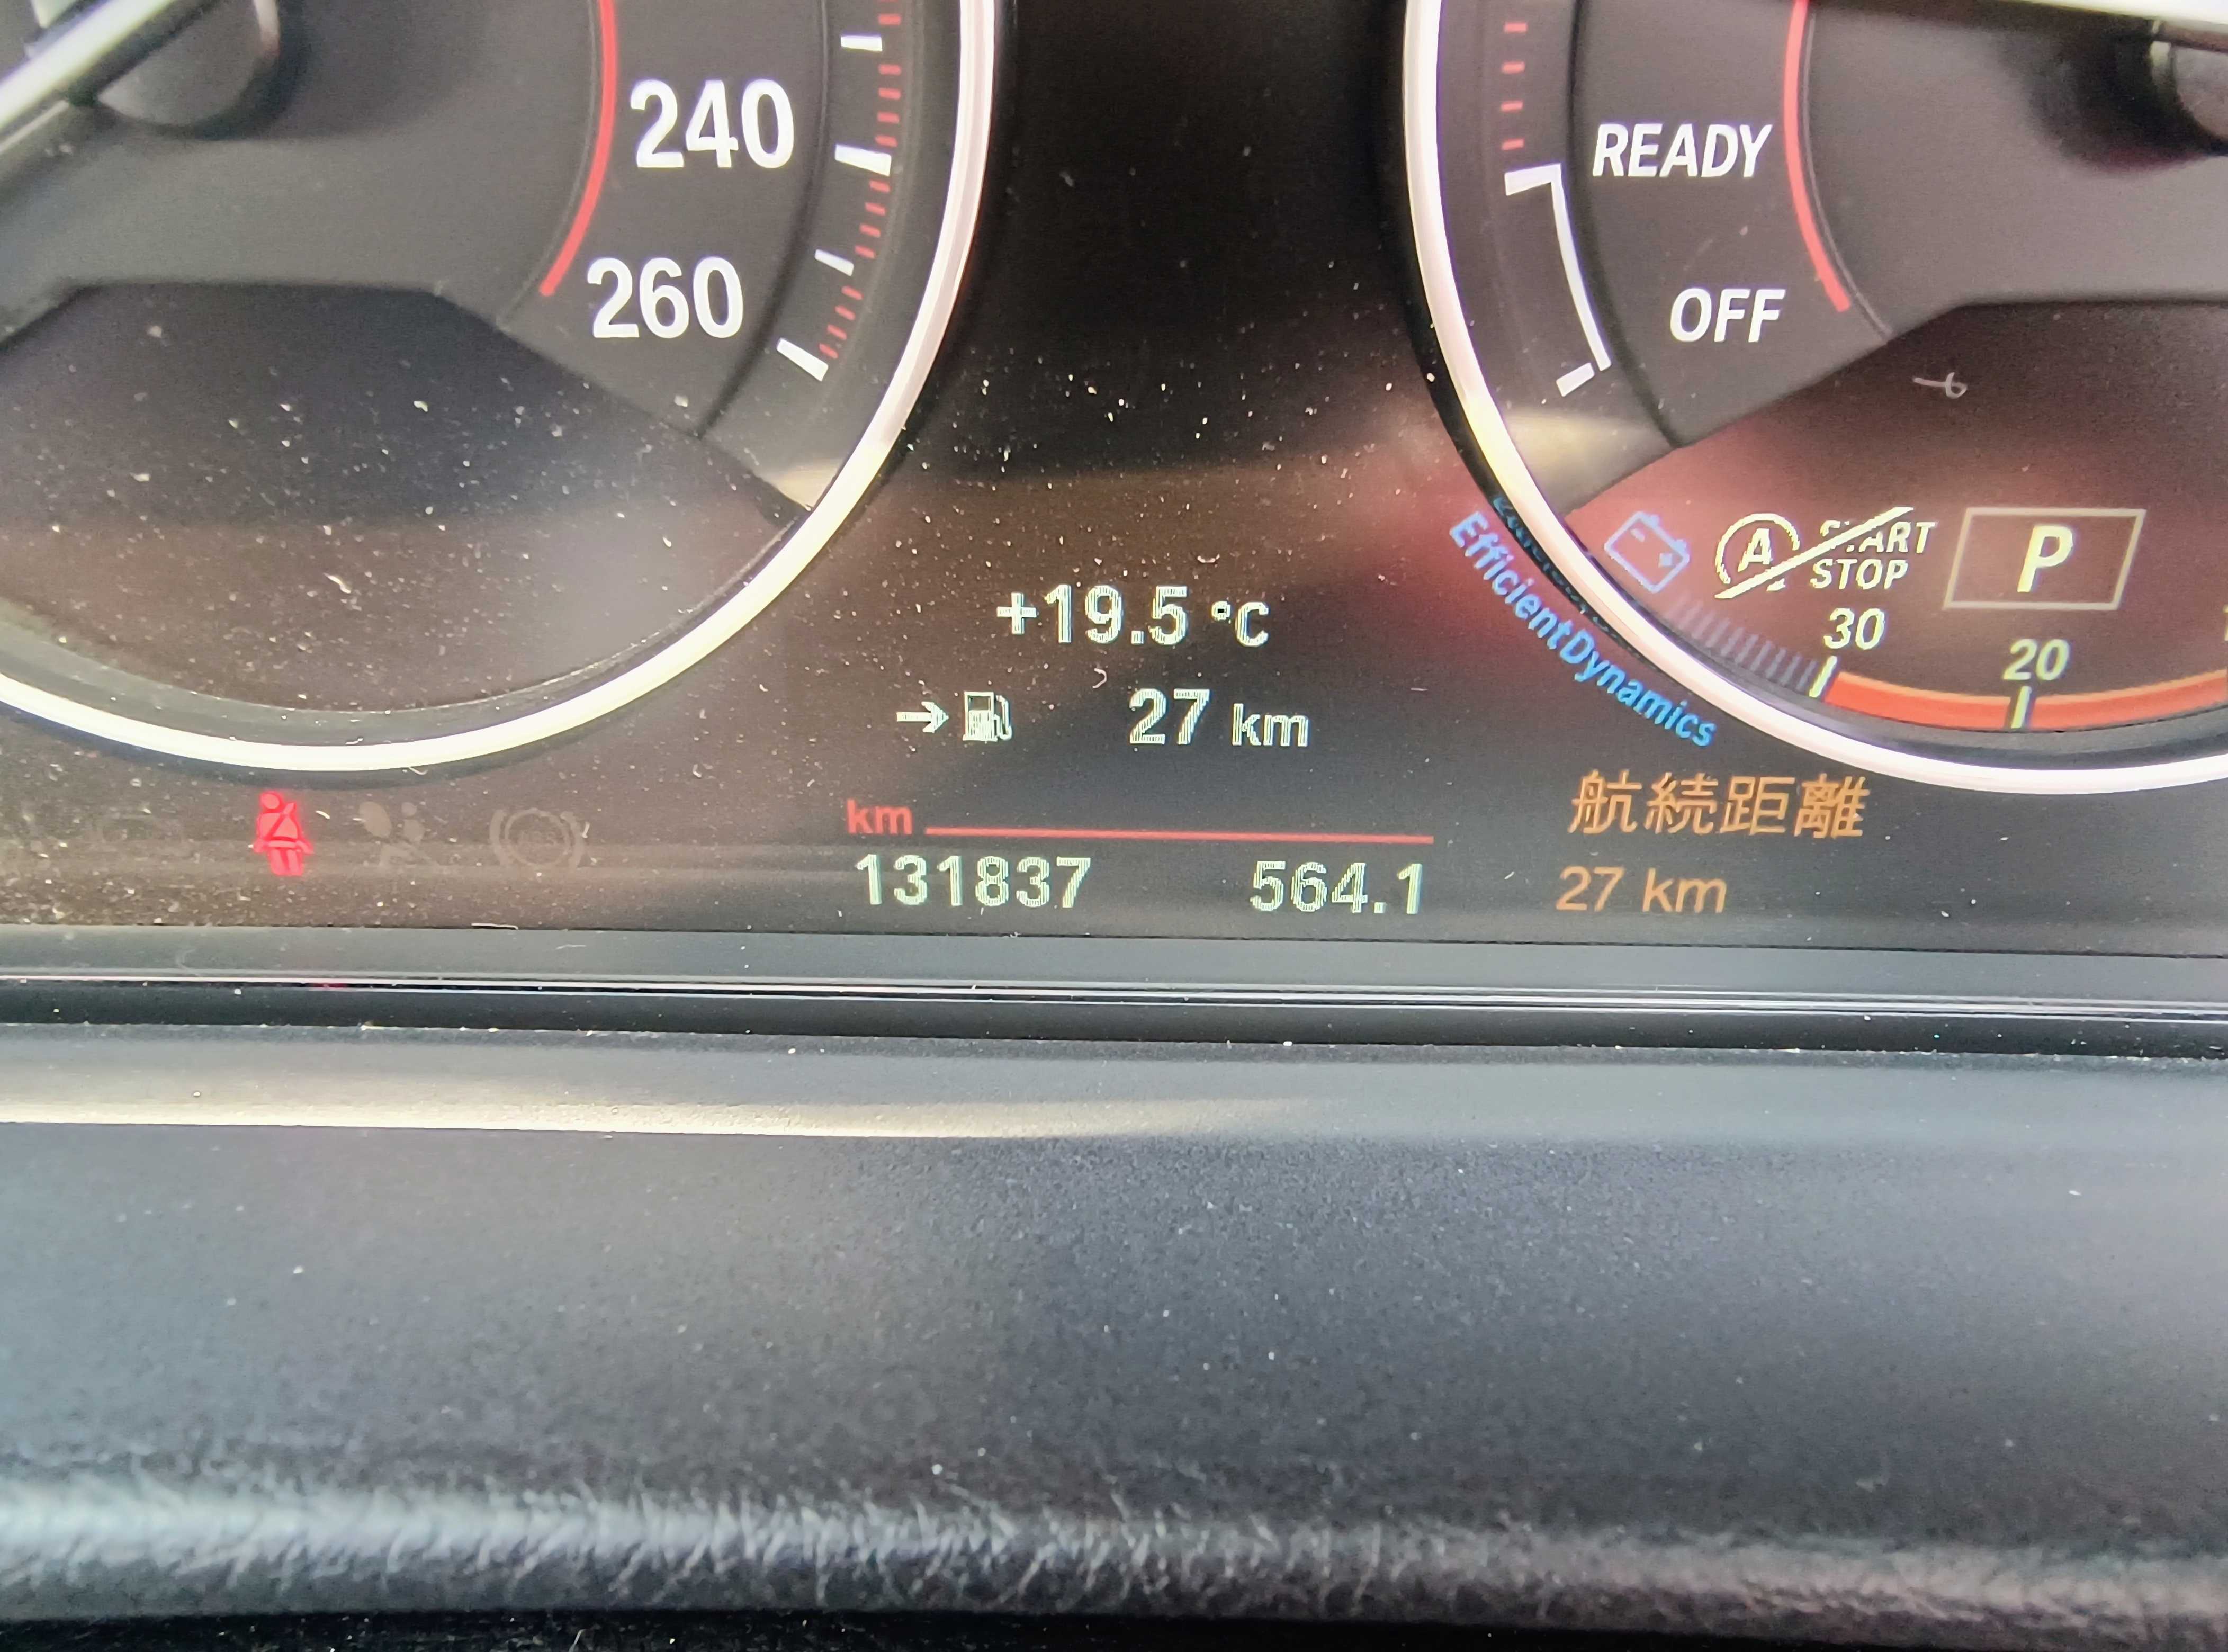 240
260
READY
OFF
A START
STOP
P
30
20
EfficientDynamics
+19.5 °C
→ 27 km
km
131837 564.1
航続距離
27 km